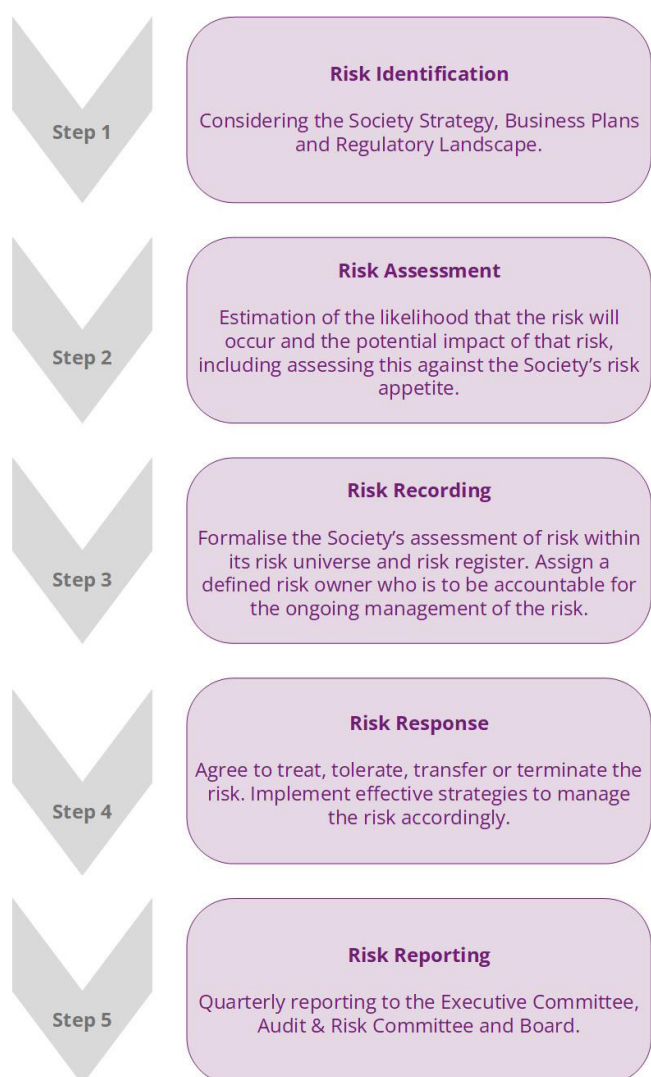 Step 1
Risk Identification
Considering the Society Strategy, Business Plans
and Regulatory Landscape.
Step 2
Risk Assessment
Estimation of the likelihood that the risk will
occur and the potential impact of that risk,
including assessing this against the Society’s risk
appetite.
Step 3
Risk Recording
Formalise the Society’s assessment of risk within
its risk universe and risk register. Assign a
defined risk owner who is to be accountable for
the ongoing management of the risk.
Step 4
Risk Response
Agree to treat, tolerate, transfer or terminate the
risk. Implement effective strategies to manage
the risk accordingly.
Step 5
Risk Reporting
Quarterly reporting to the Executive Committee,
Audit & Risk Committee and Board.